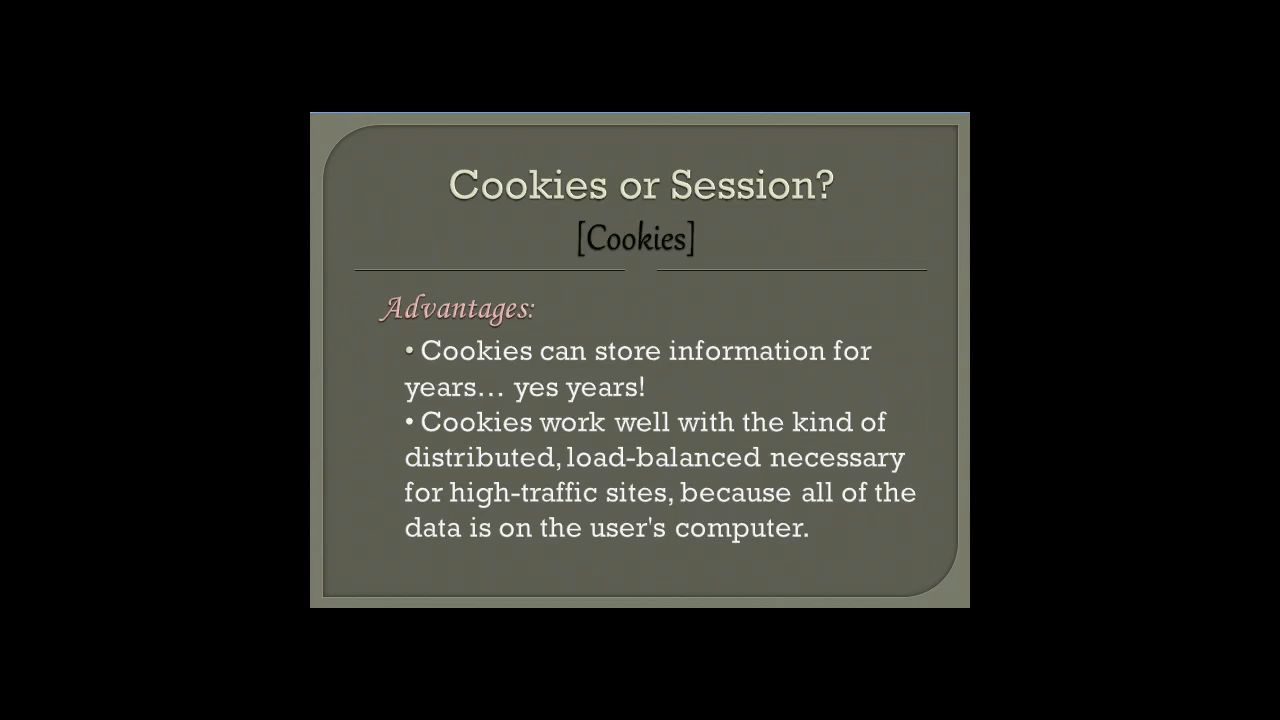 Cookies or Session?
[Cookies]
Advantages:
• Cookies can store information for
years... yes years!
• Cookies work well with the kind of
distributed, load-balanced necessary
for high-traffic sites, because all of the
data is on the user's computer.